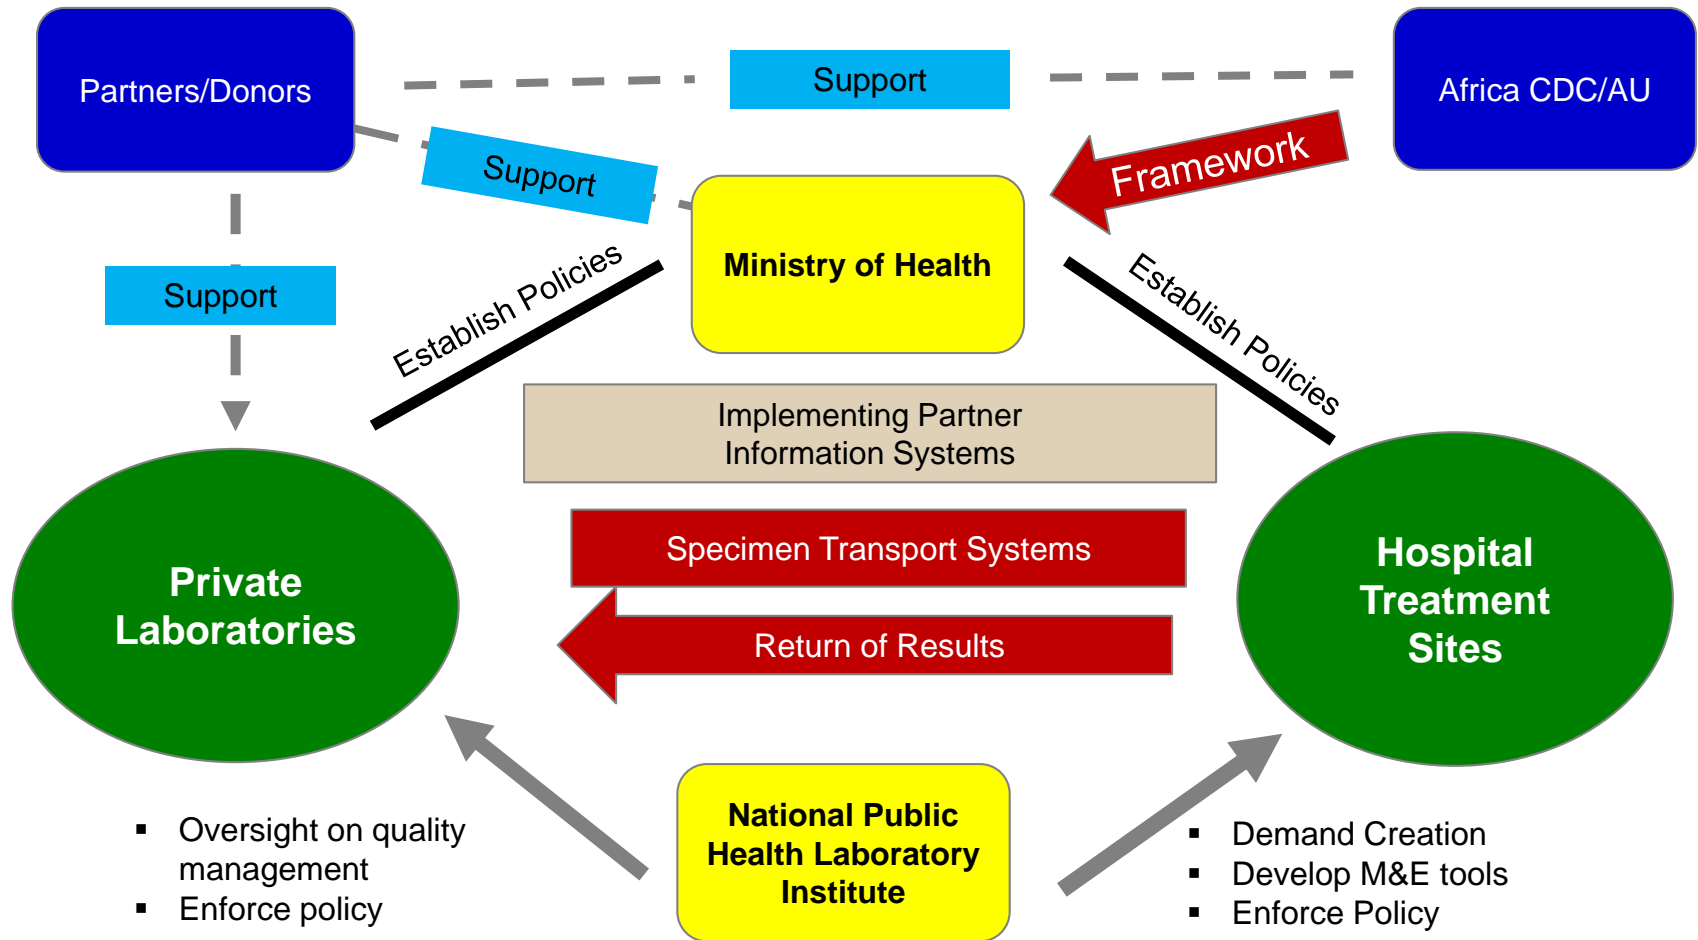 Partners/Donors
Support
Africa CDC/AU
Framework
Support
Ministry of Health
Support
Establish Policies
Establish Policies
Implementing Partner
Information Systems
Specimen Transport Systems
Return of Results
Private
Laboratories
Hospital
Treatment
Sites
National Public
Health Laboratory
Institute
▪ Oversight on quality
management
▪ Enforce policy
▪ Demand Creation
▪ Develop M&E tools
▪ Enforce Policy